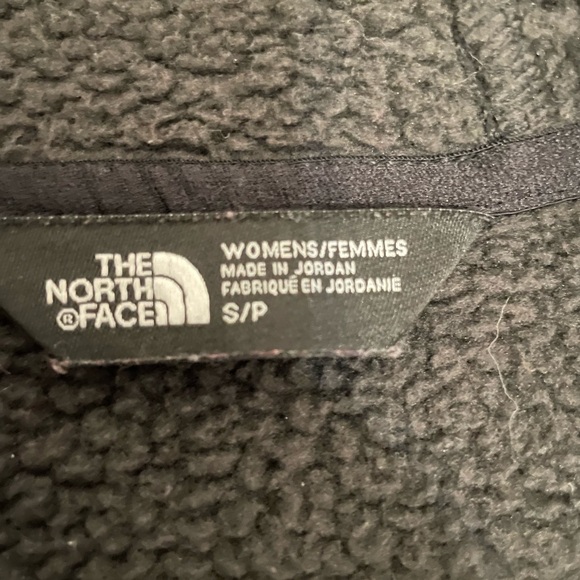 THE
NORTH
®FACE
WOMENS/FEMMES
MADE IN JORDAN
FABRIQUÉ EN JORDANIE
S/P